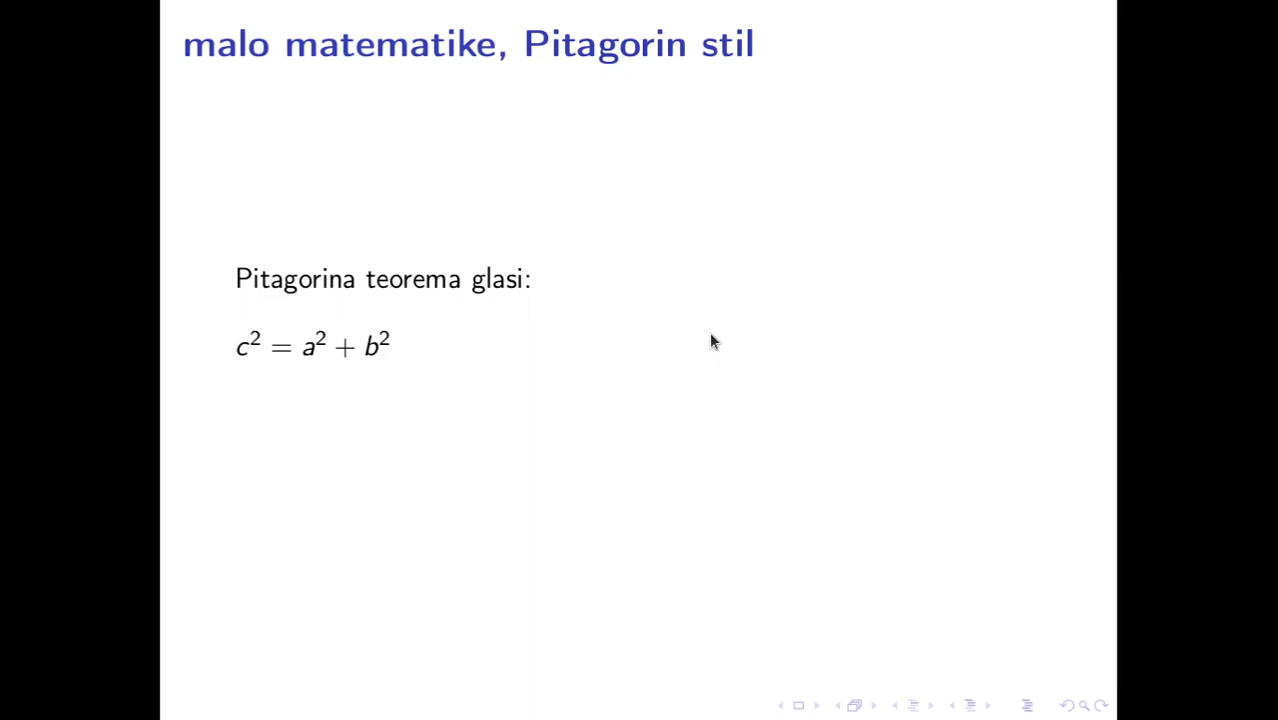 malo matematike, Pitagorin stil
Pitagorina teorema glasi:
c² = a² + b²